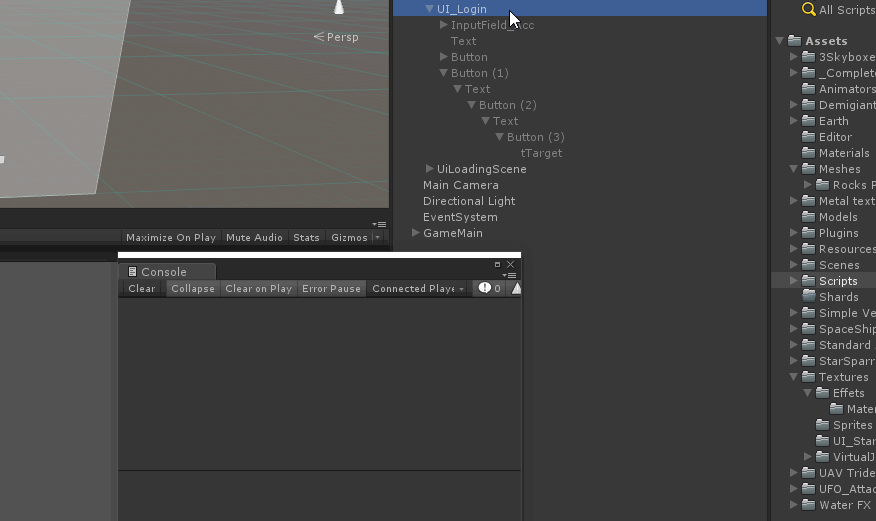 Persp
UI_Login
InputField_Acc
Text
Button
Button (1)
Text
Button (2)
Text
Button (3)
tTarget
UiLoadingScene
Main Camera
Directional Light
EventSystem
GameMain
Maximize On Play Mute Audio Stats Gizmos
Console
Clear Collapse Clear on Play Error Pause Connected Playe 0
All Scripts
Assets
3Skyboxe
_Complete
Animators
Demigiant
Earth
Editor
Materials
Meshes
Rocks P
Metal text
Models
Plugins
Resources
Scenes
Scripts
Shards
Simple Ve
SpaceShip
Standard
StarSparr
Textures
Effets
Mater
Sprites
UI_Star
VirtualJ
UAV Tride
UFO_Attac
Water FX